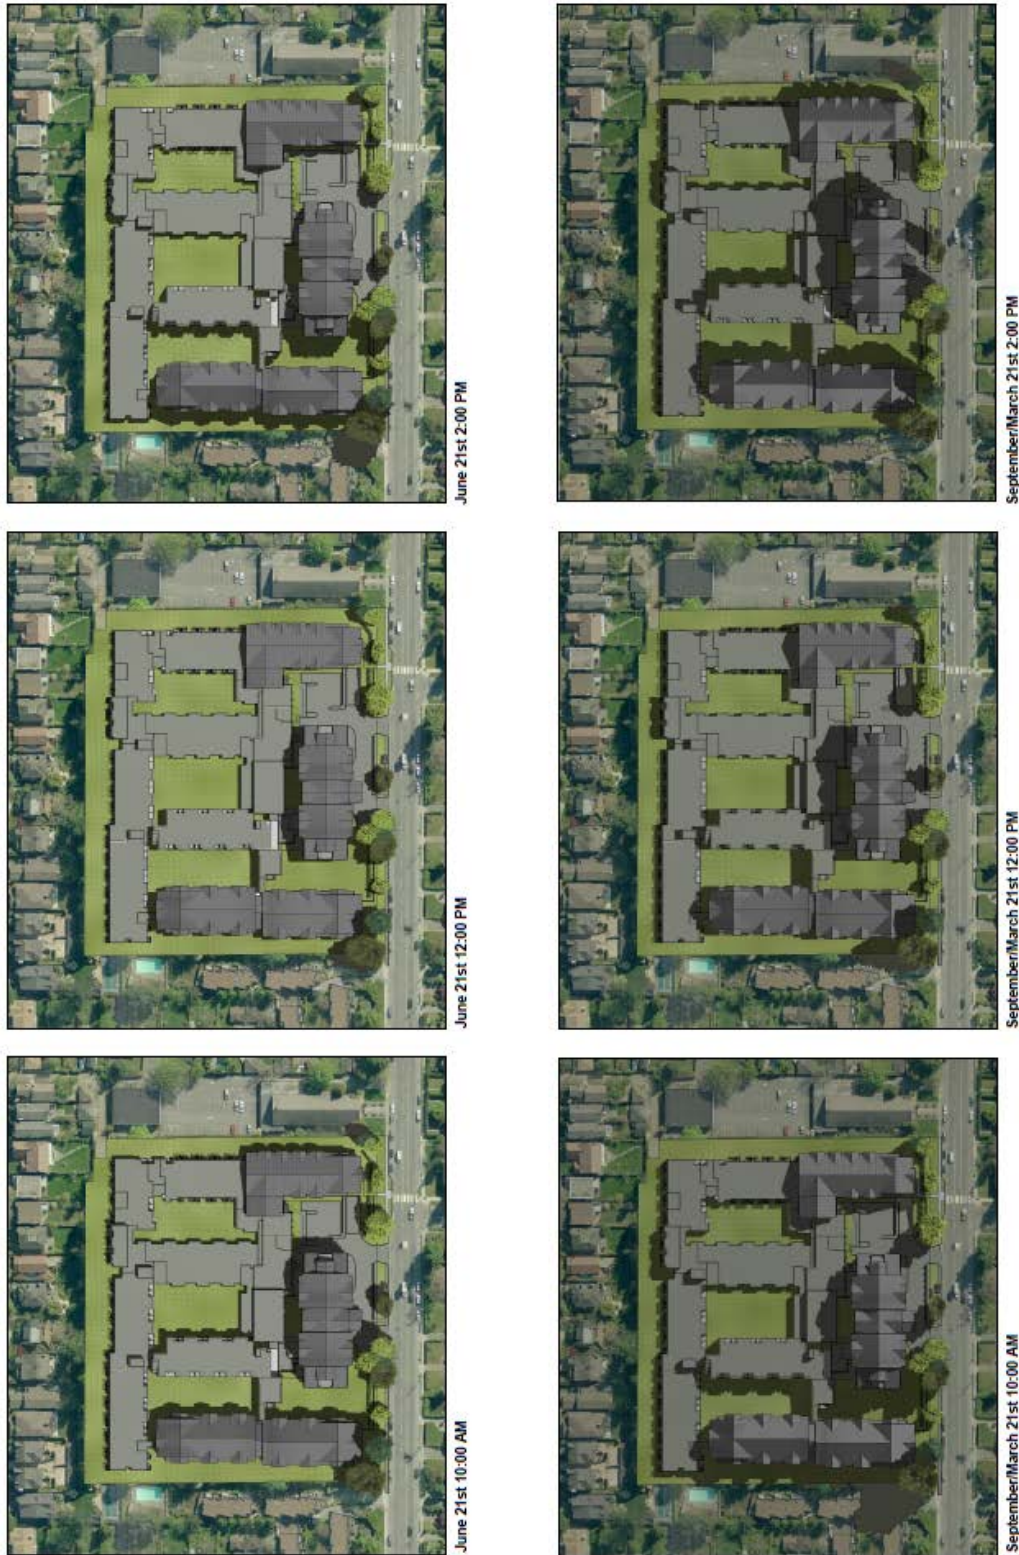 June 21st 10:00 AM
June 21st 12:00 PM
June 21st 2:00 PM
September/March 21st 10:00 AM
September/March 21st 12:00 PM
September/March 21st 2:00 PM